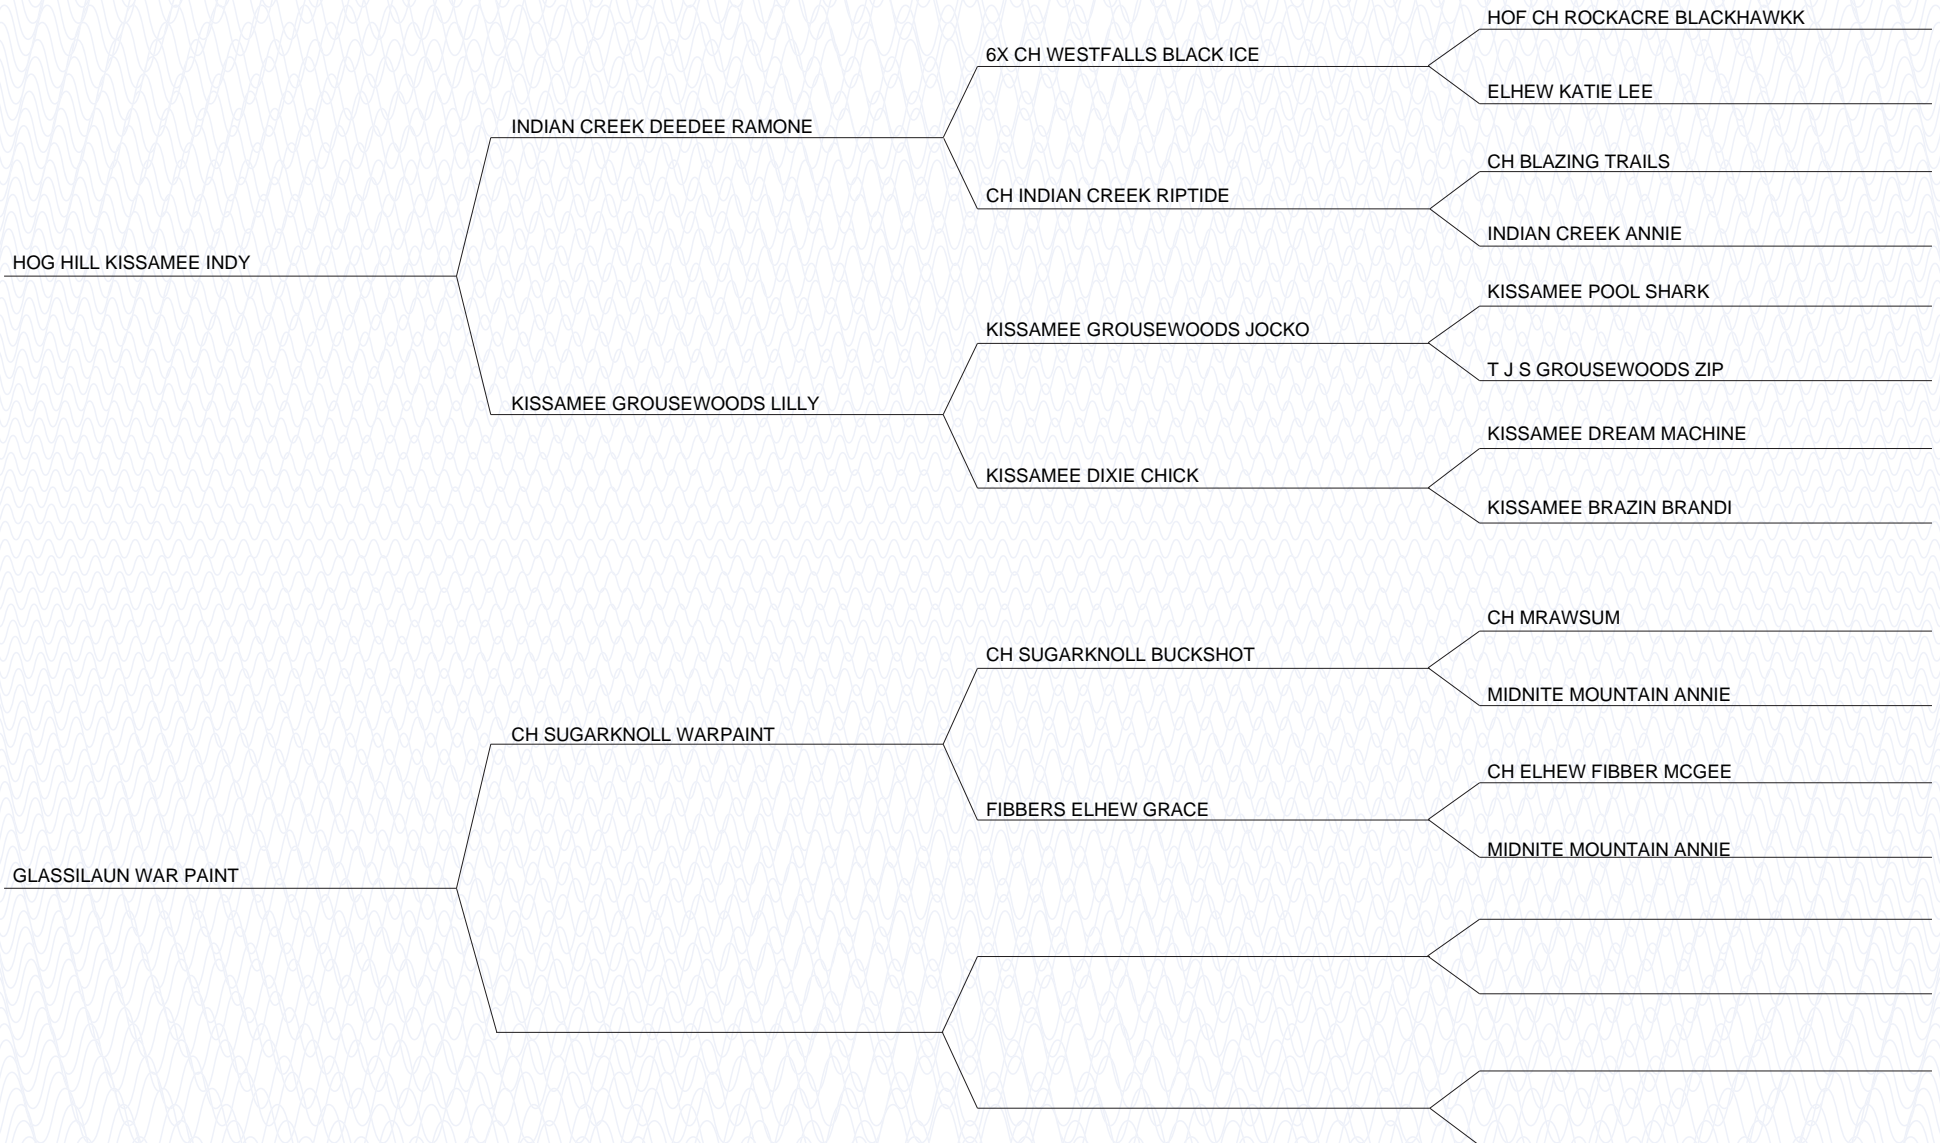 HOF CH ROCKACRE BLACKHAWKK
6X CH WESTFALLS BLACK ICE
ELHEW KATIE LEE
INDIAN CREEK DEEDEE RAMONE
CH BLAZING TRAILS
CH INDIAN CREEK RIPTIDE
INDIAN CREEK ANNIE
HOG HILL KISSAMEE INDY
KISSAMEE POOL SHARK
KISSAMEE GROUSEWOODS JOCKO
T J S GROUSEWOODS ZIP
KISSAMEE GROUSEWOODS LILLY
KISSAMEE DREAM MACHINE
KISSAMEE DIXIE CHICK
KISSAMEE BRAZIN BRANDI
CH MRAWSUM
CH SUGARKNOLL BUCKSHOT
MIDNITE MOUNTAIN ANNIE
CH SUGARKNOLL WARPAINT
CH ELHEW FIBBER MCGEE
FIBBERS ELHEW GRACE
MIDNITE MOUNTAIN ANNIE
GLASSILAUN WAR PAINT